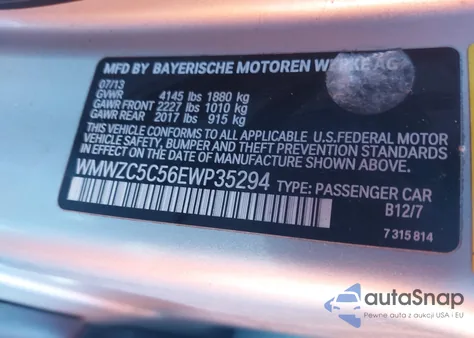 MFD BY BAYERISCHE MOTOREN WERKE AG
07/13
GVWR 4145 lbs 1880 kg
GAWR FRONT 2227 lbs 1010 kg
GAWR REAR 2017 lbs 915 kg
THIS VEHICLE CONFORMS TO ALL APPLICABLE U.S. FEDERAL MOTOR
VEHICLE SAFETY, BUMPER AND THEFT PREVENTION STANDARDS
IN EFFECT ON THE DATE OF MANUFACTURE SHOWN ABOVE.
WMWZC5C56EWP35294 TYPE: PASSENGER CAR
B12/7
7 315 814
autoSnap
Pewne auta z aukcji USA i EU